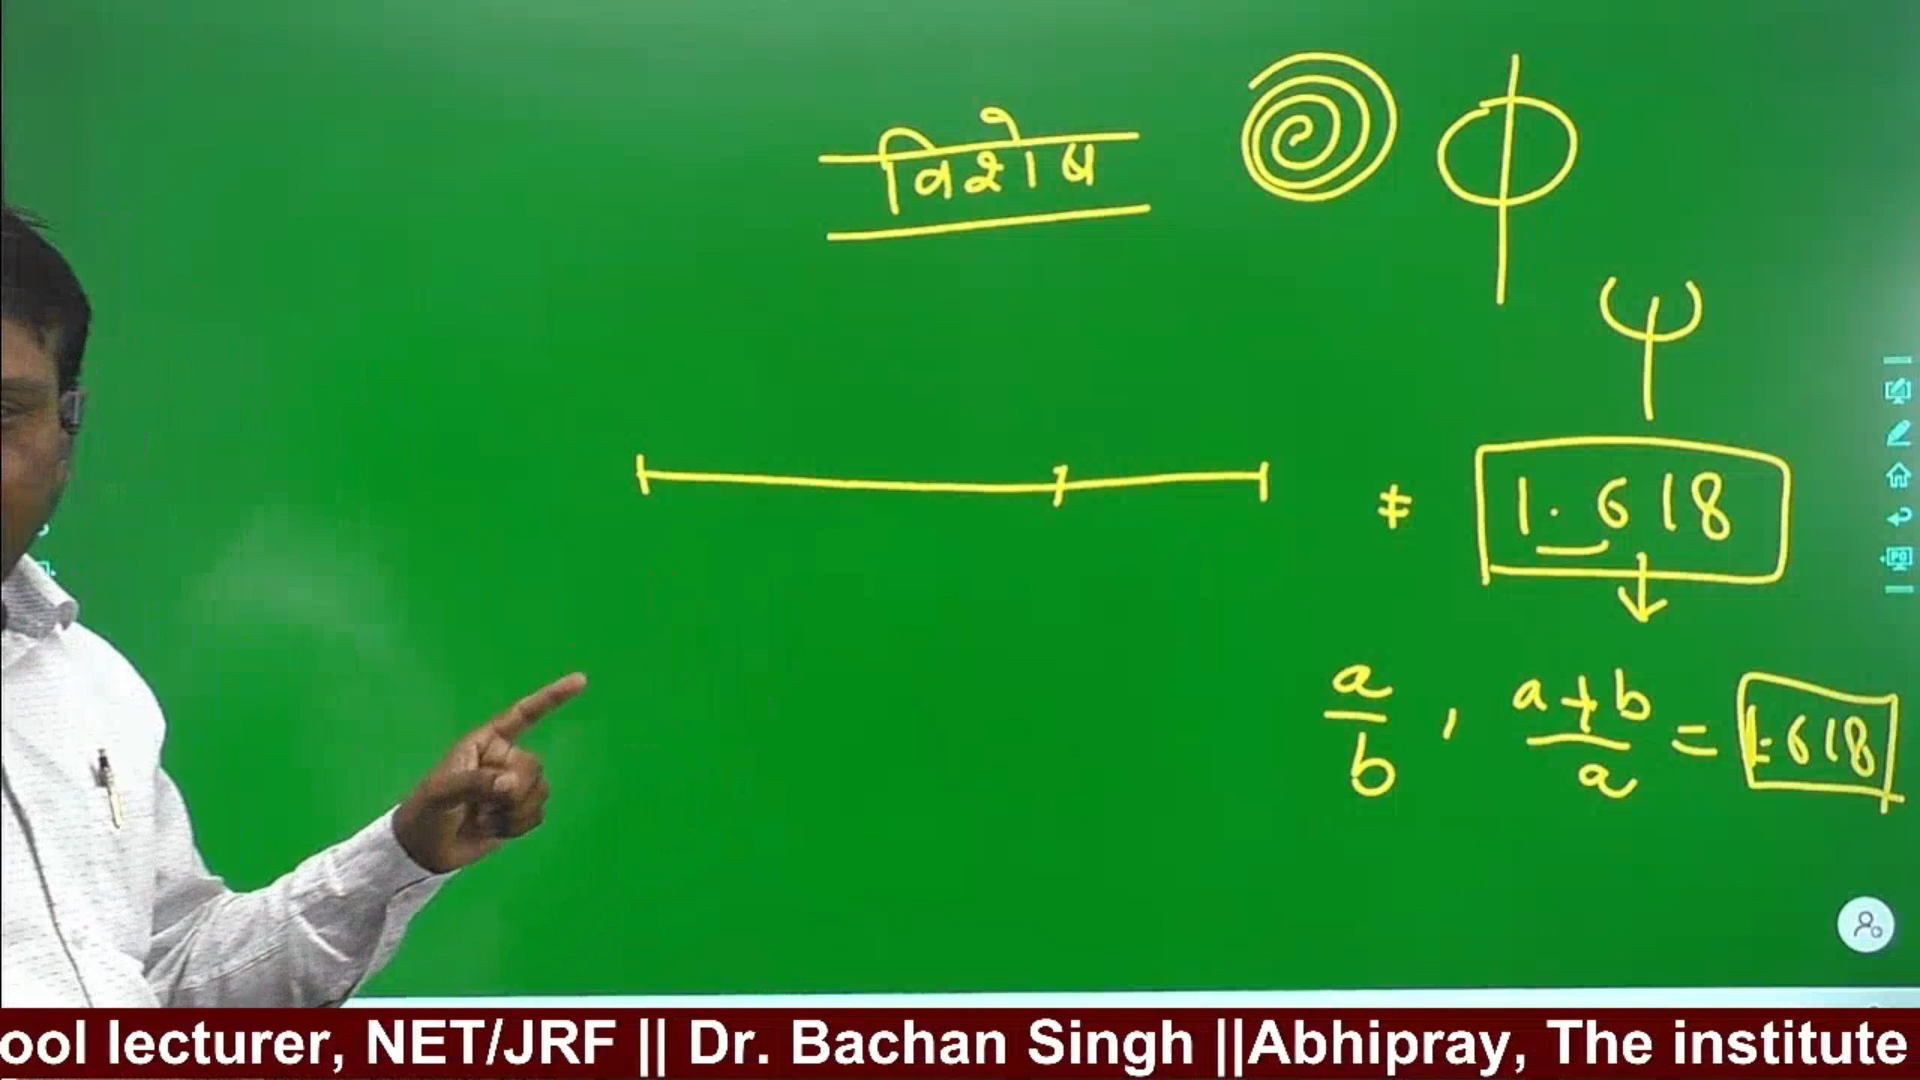 विशेष
ϕ
Ψ
≠ 1.618
a/b , a+b/a = 1.618
ool lecturer, NET/JRF || Dr. Bachan Singh ||Abhipray, The institute